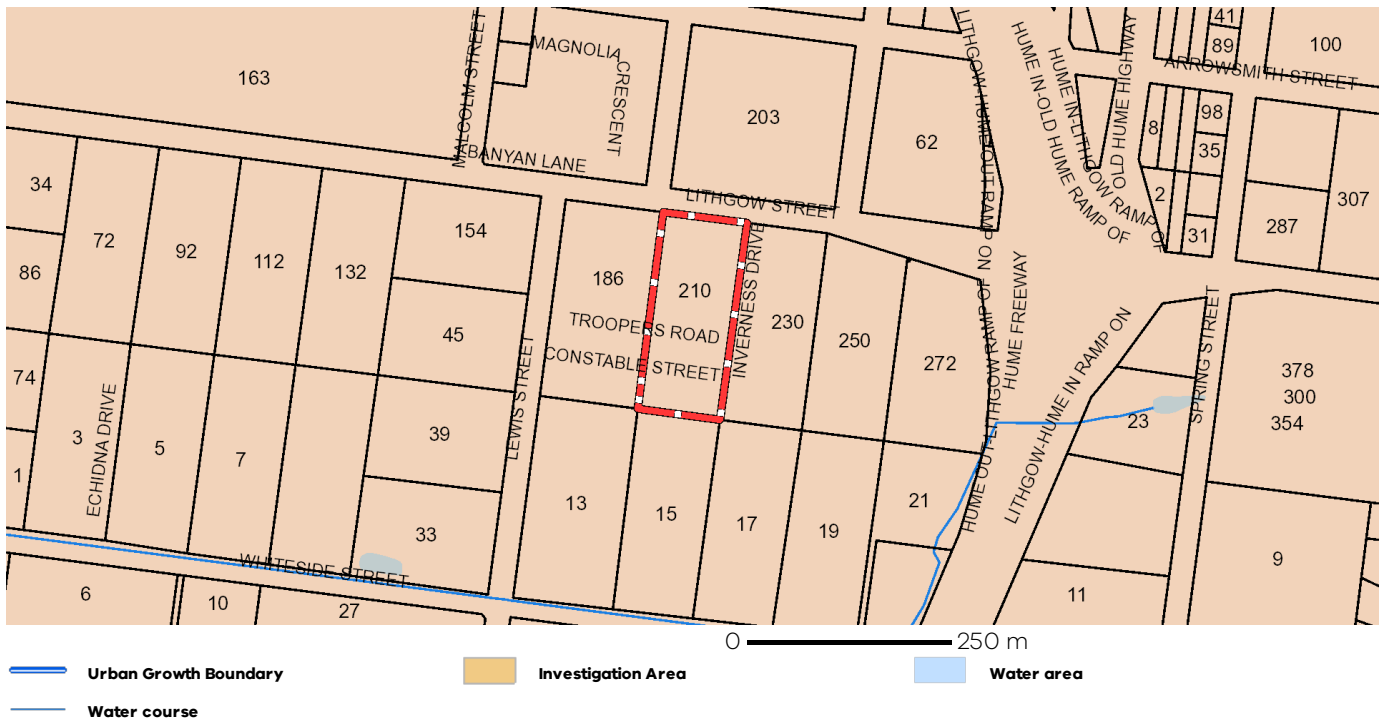 163
MALCOLM STREET
MAGNOLIA
CRESCENT
BANYAN LANE
203
62
LITHGOW-HUME OUT RAMP ON
HUME IN-OLD HUME RAMP OF
HUME IN-LITHGOW RAMP OF
OLD HUME HIGHWAY
41
89
100
ARROWSMITH STREET
8
98
35
2
31
287
307
LITHGOW STREET
34
72
92
112
132
154
86
45
186
210
TROOPERS ROAD
CONSTABLE STREET
INVERNESS DRIVE
230
250
272
HUME FREEWAY
HUME OUT-LITHGOW RAMP OF
LITHGOW-HUME IN RAMP ON
SPRING STREET
378
300
354
23
74
3
ECHIDNA DRIVE
5
7
39
LEWIS STREET
1
33
13
15
17
19
21
9
11
WHITESIDE STREET
6
10
27
0 250 m
Urban Growth Boundary
Investigation Area
Water area
Water course